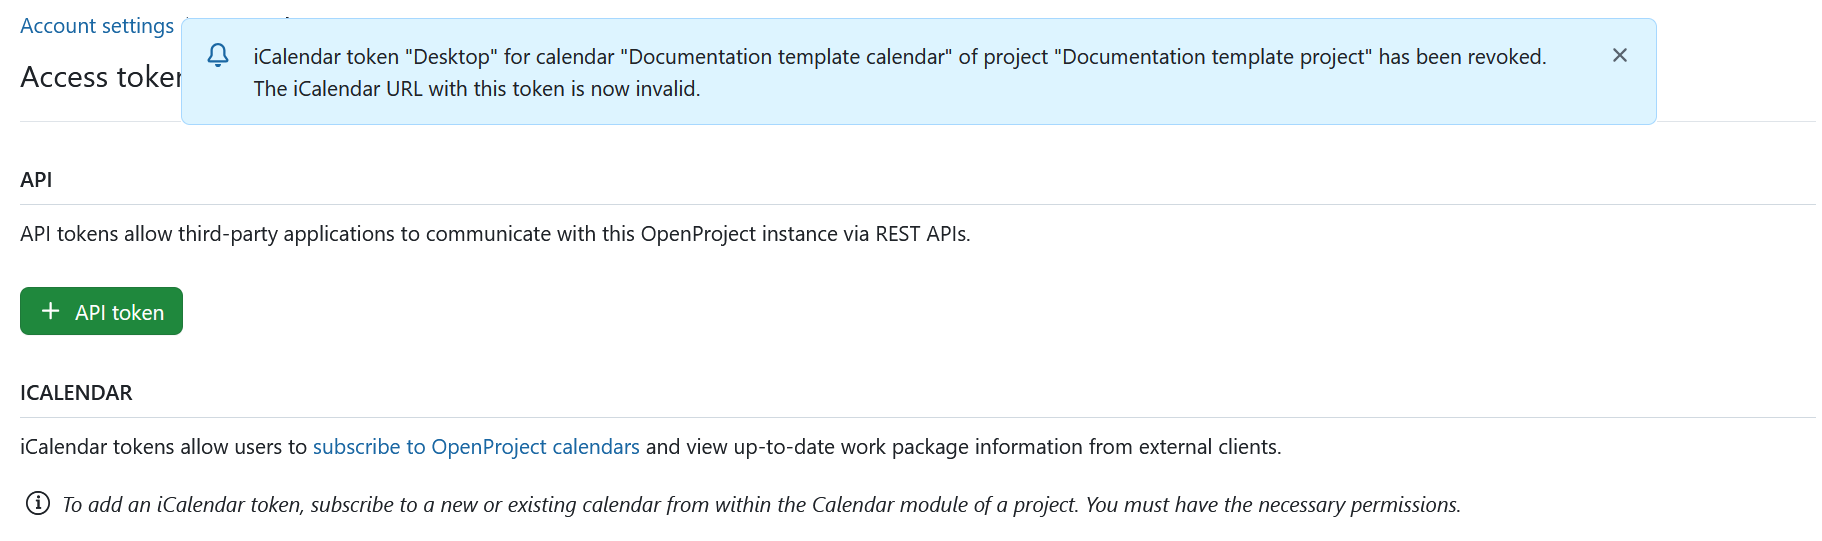 Account settings
iCalendar token "Desktop" for calendar "Documentation template calendar" of project "Documentation template project" has been revoked.
The iCalendar URL with this token is now invalid.
Access
API
API tokens allow third-party applications to communicate with this OpenProject instance via REST APIs.
API token
ICALENDAR
iCalendar tokens allow users to subscribe to OpenProject calendars and view up-to-date work package information from external clients.
To add an iCalendar token, subscribe to a new or existing calendar from within the Calendar module of a project. You must have the necessary permissions.